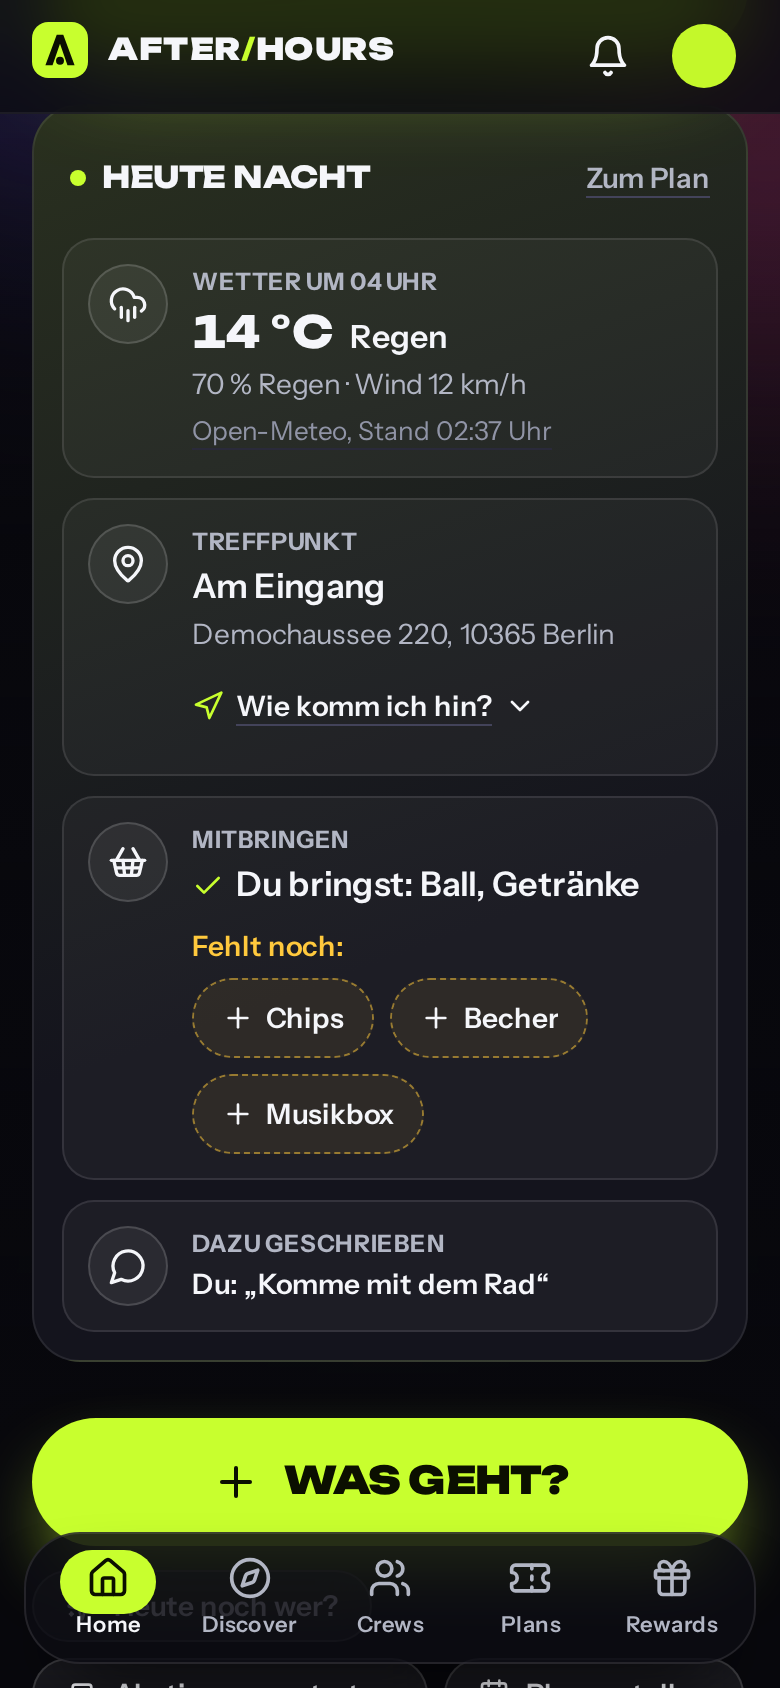 AFTER/HOURS
HEUTE NACHT
Zum Plan
WETTER UM 04 UHR
14 °C Regen
70 % Regen · Wind 12 km/h
Open-Meteo, Stand 02:37 Uhr
TREFFPUNKT
Am Eingang
Demochaussee 220, 10365 Berlin
Wie komm ich hin?
MITBRINGEN
Du bringst: Ball, Getränke
Fehlt noch:
+ Chips
+ Becher
+ Musikbox
DAZU GESCHRIEBEN
Du: „Komme mit dem Rad“
+ WAS GEHT?
heute noch wer?
Home
Discover
Crews
Plans
Rewards